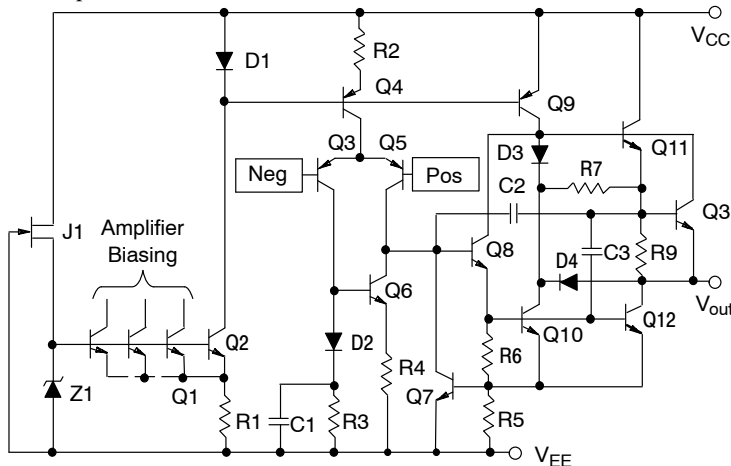 VCC
D1
R2
Q4
Q9
Q3
Q5
D3
Q11
R7
Neg
Pos
C2
Q3
J1
Amplifier
Biasing
Q8
C3
R9
D4
Q6
Vout
Q2
Q10
Q12
D2
R6
Z1
R4
Q1
Q7
R1
C1
R3
R5
VEE